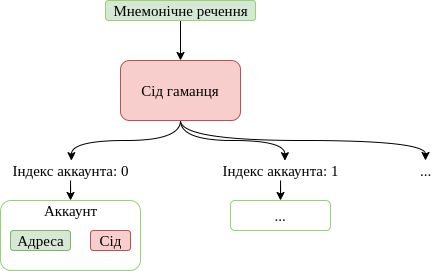 Мнемонічне речення
Сід гаманця
Індекс аккаунта: 0
Індекс аккаунта: 1
...
Аккаунт
...
Адреса
Сід